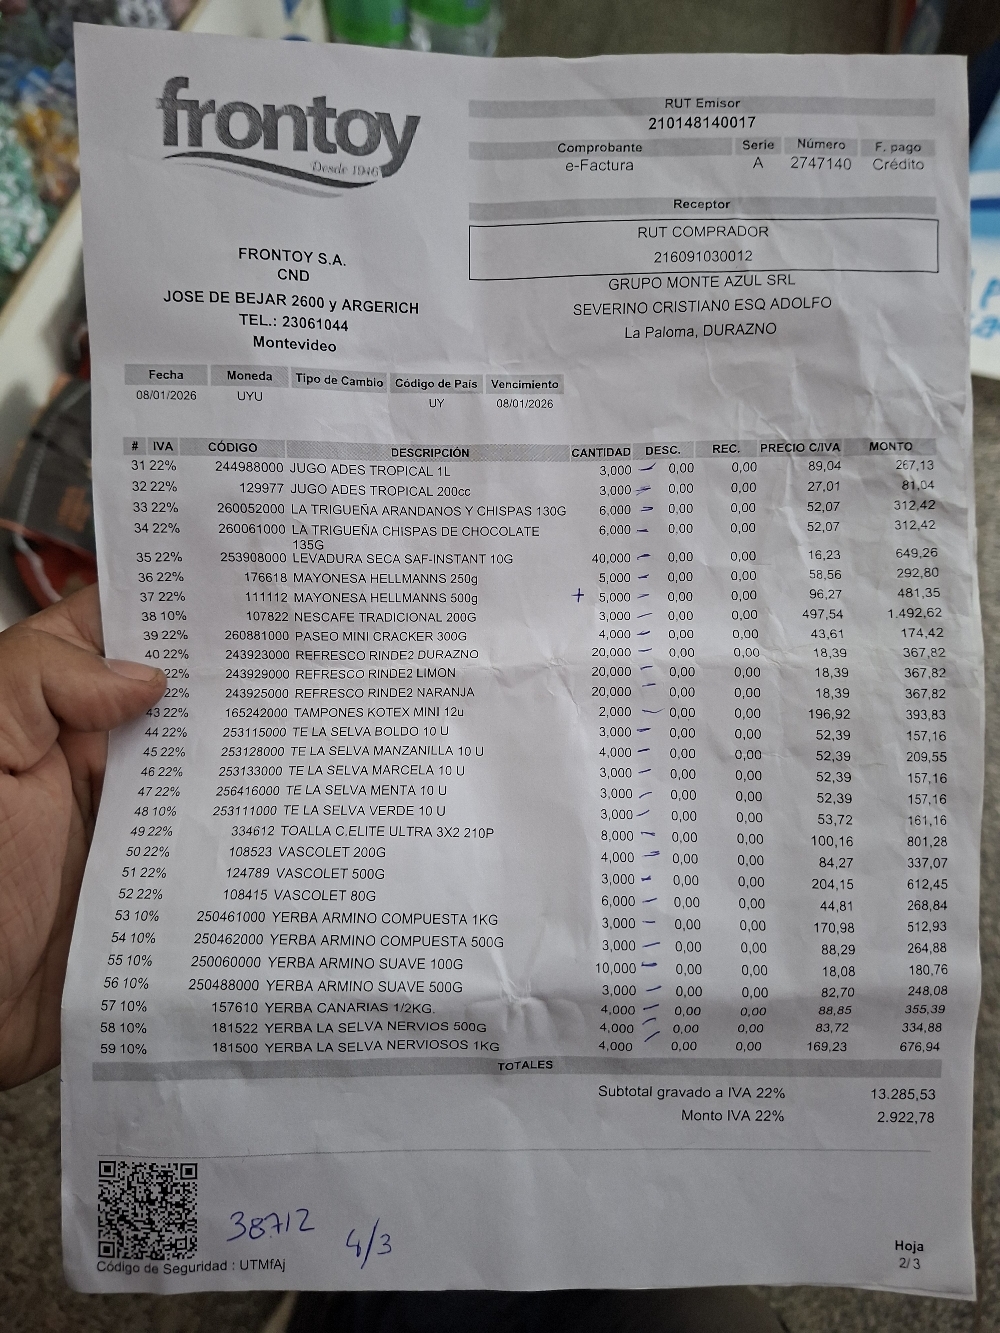 frontoy
Desde 1946
RUT Emisor
210148140017
Comprobante Serie Número F. pago
e-Factura A 2747140 Crédito
Receptor
RUT COMPRADOR
216091030012
GRUPO MONTE AZUL SRL
SEVERINO CRISTIAN0 ESQ ADOLFO
La Paloma, DURAZNO
FRONTOY S.A.
CND
JOSE DE BEJAR 2600 y ARGERICH
TEL.: 23061044
Montevideo
Fecha Moneda Tipo de Cambio Código de País Vencimiento
08/01/2026 UYU UY 08/01/2026
# IVA CÓDIGO DESCRIPCIÓN CANTIDAD DESC. REC. PRECIO C/IVA MONTO
31 22% 244988000 JUGO ADES TROPICAL 1L 3,000 0,00 0,00 89,04 267,13
32 22% 129977 JUGO ADES TROPICAL 200cc 3,000 0,00 0,00 27,01 81,04
33 22% 260052000 LA TRIGUEÑA ARANDANOS Y CHISPAS 130G 6,000 0,00 0,00 52,07 312,42
34 22% 260061000 LA TRIGUEÑA CHISPAS DE CHOCOLATE 6,000 0,00 0,00 52,07 312,42
135G
35 22% 253908000 LEVADURA SECA SAF-INSTANT 10G 40,000 0,00 0,00 16,23 649,26
36 22% 176618 MAYONESA HELLMANNS 250g 5,000 0,00 0,00 58,56 292,80
37 22% 111112 MAYONESA HELLMANNS 500g + 5,000 0,00 0,00 96,27 481,35
38 10% 107822 NESCAFE TRADICIONAL 200G 3,000 0,00 0,00 497,54 1.492,62
39 22% 260881000 PASEO MINI CRACKER 300G 4,000 0,00 0,00 43,61 174,42
40 22% 243923000 REFRESCO RINDE2 DURAZNO 20,000 0,00 0,00 18,39 367,82
22% 243929000 REFRESCO RINDE2 LIMON 20,000 0,00 0,00 18,39 367,82
22% 243925000 REFRESCO RINDE2 NARANJA 20,000 0,00 0,00 18,39 367,82
43 22% 165242000 TAMPONES KOTEX MINI 12u 2,000 0,00 0,00 196,92 393,83
44 22% 253115000 TE LA SELVA BOLDO 10 U 3,000 0,00 0,00 52,39 157,16
45 22% 253128000 TE LA SELVA MANZANILLA 10 U 4,000 0,00 0,00 52,39 209,55
46 22% 253133000 TE LA SELVA MARCELA 10 U 3,000 0,00 0,00 52,39 157,16
47 22% 256416000 TE LA SELVA MENTA 10 U 3,000 0,00 0,00 52,39 157,16
48 10% 253111000 TE LA SELVA VERDE 10 U 3,000 0,00 0,00 53,72 161,16
49 22% 334612 TOALLA C.ELITE ULTRA 3X2 210P 8,000 0,00 0,00 100,16 801,28
50 22% 108523 VASCOLET 200G 4,000 0,00 0,00 84,27 337,07
51 22% 124789 VASCOLET 500G 3,000 0,00 0,00 204,15 612,45
52 22% 108415 VASCOLET 80G 6,000 0,00 0,00 44,81 268,84
53 10% 250461000 YERBA ARMINO COMPUESTA 1KG 3,000 0,00 0,00 170,98 512,93
54 10% 250462000 YERBA ARMINO COMPUESTA 500G 3,000 0,00 0,00 88,29 264,88
55 10% 250060000 YERBA ARMINO SUAVE 100G 10,000 0,00 0,00 18,08 180,76
56 10% 250488000 YERBA ARMINO SUAVE 500G 3,000 0,00 0,00 82,70 248,08
57 10% 157610 YERBA CANARIAS 1/2KG. 4,000 0,00 0,00 88,85 355,39
58 10% 181522 YERBA LA SELVA NERVIOS 500G 4,000 0,00 0,00 83,72 334,88
59 10% 181500 YERBA LA SELVA NERVIOSOS 1KG 4,000 0,00 0,00 169,23 676,94
TOTALES
Subtotal gravado a IVA 22% 13.285,53
Monto IVA 22% 2.922,78
38712
4/3
Código de Seguridad : UTMfAj
Hoja
2/3